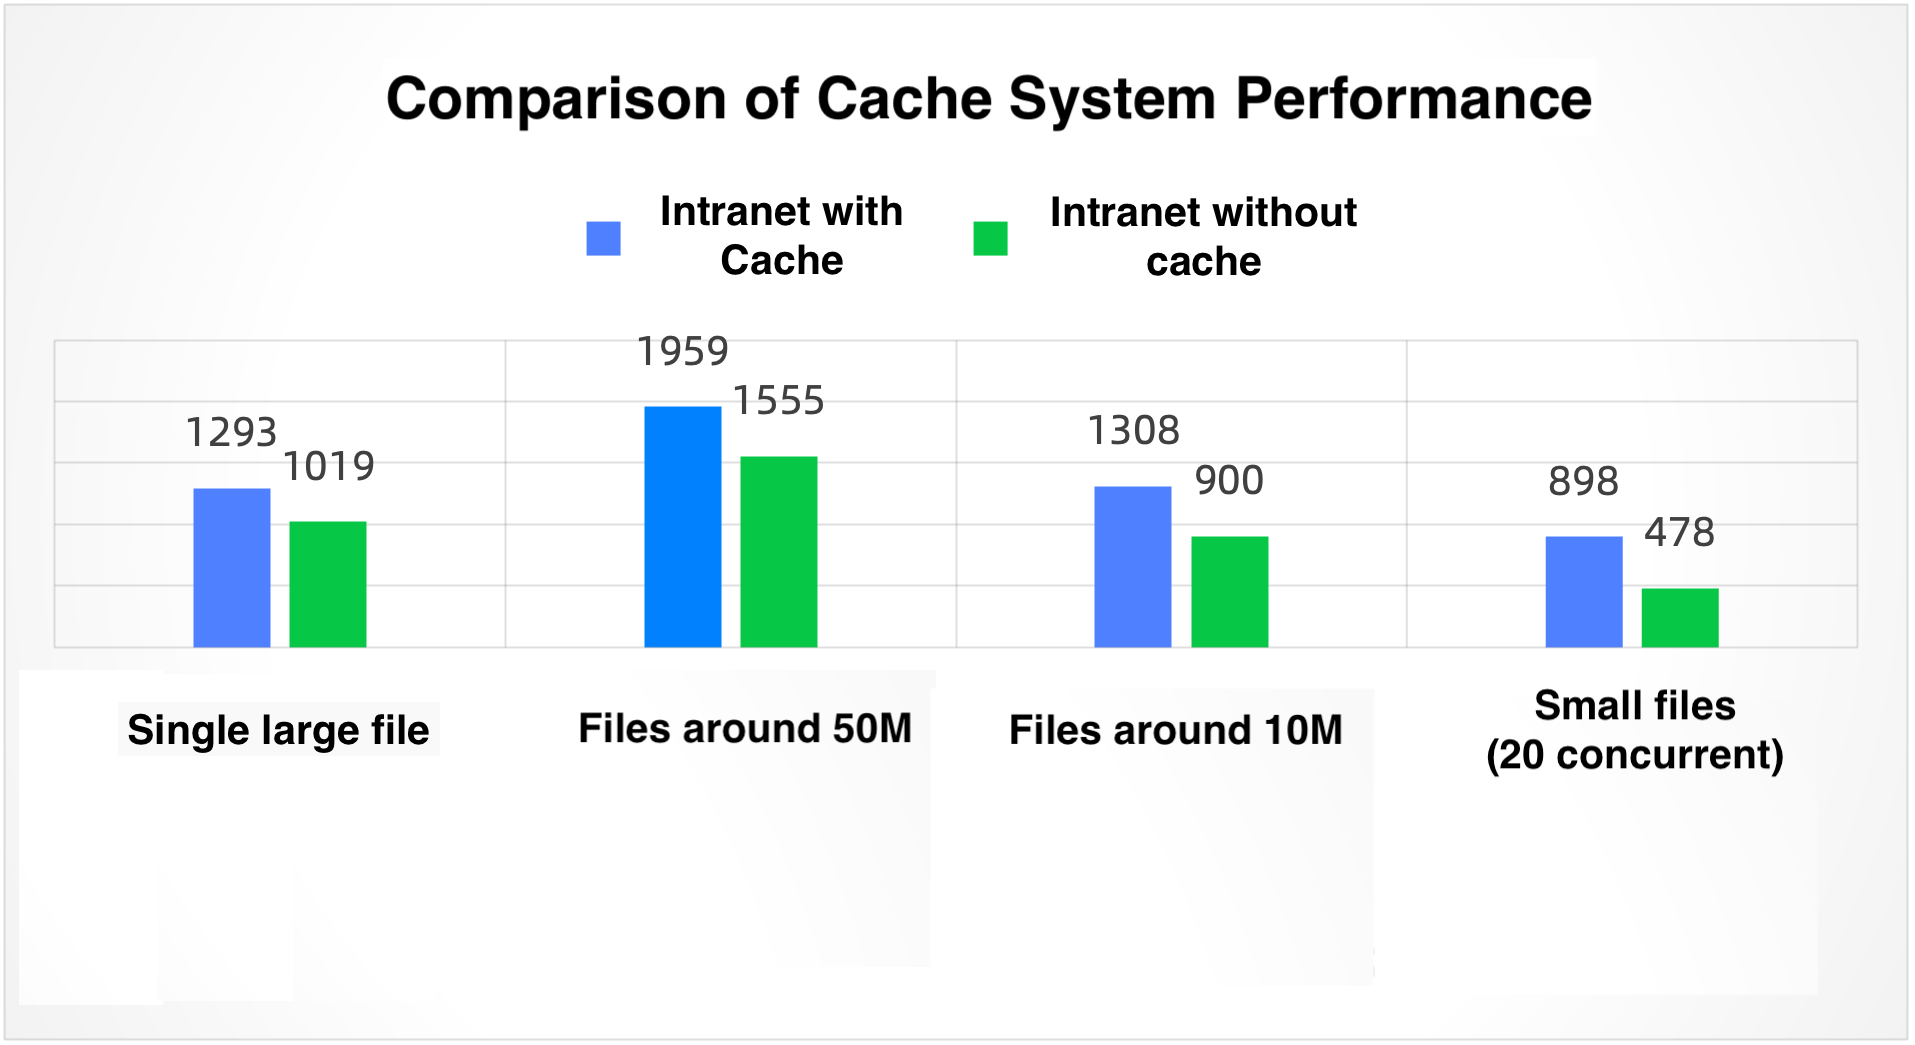 Comparison of Cache System Performance
Intranet with
Cache
Intranet without
cache
1293
1019
1959
1555
1308
900
898
478
Single large file
Files around 50M
Files around 10M
Small files
(20 concurrent)